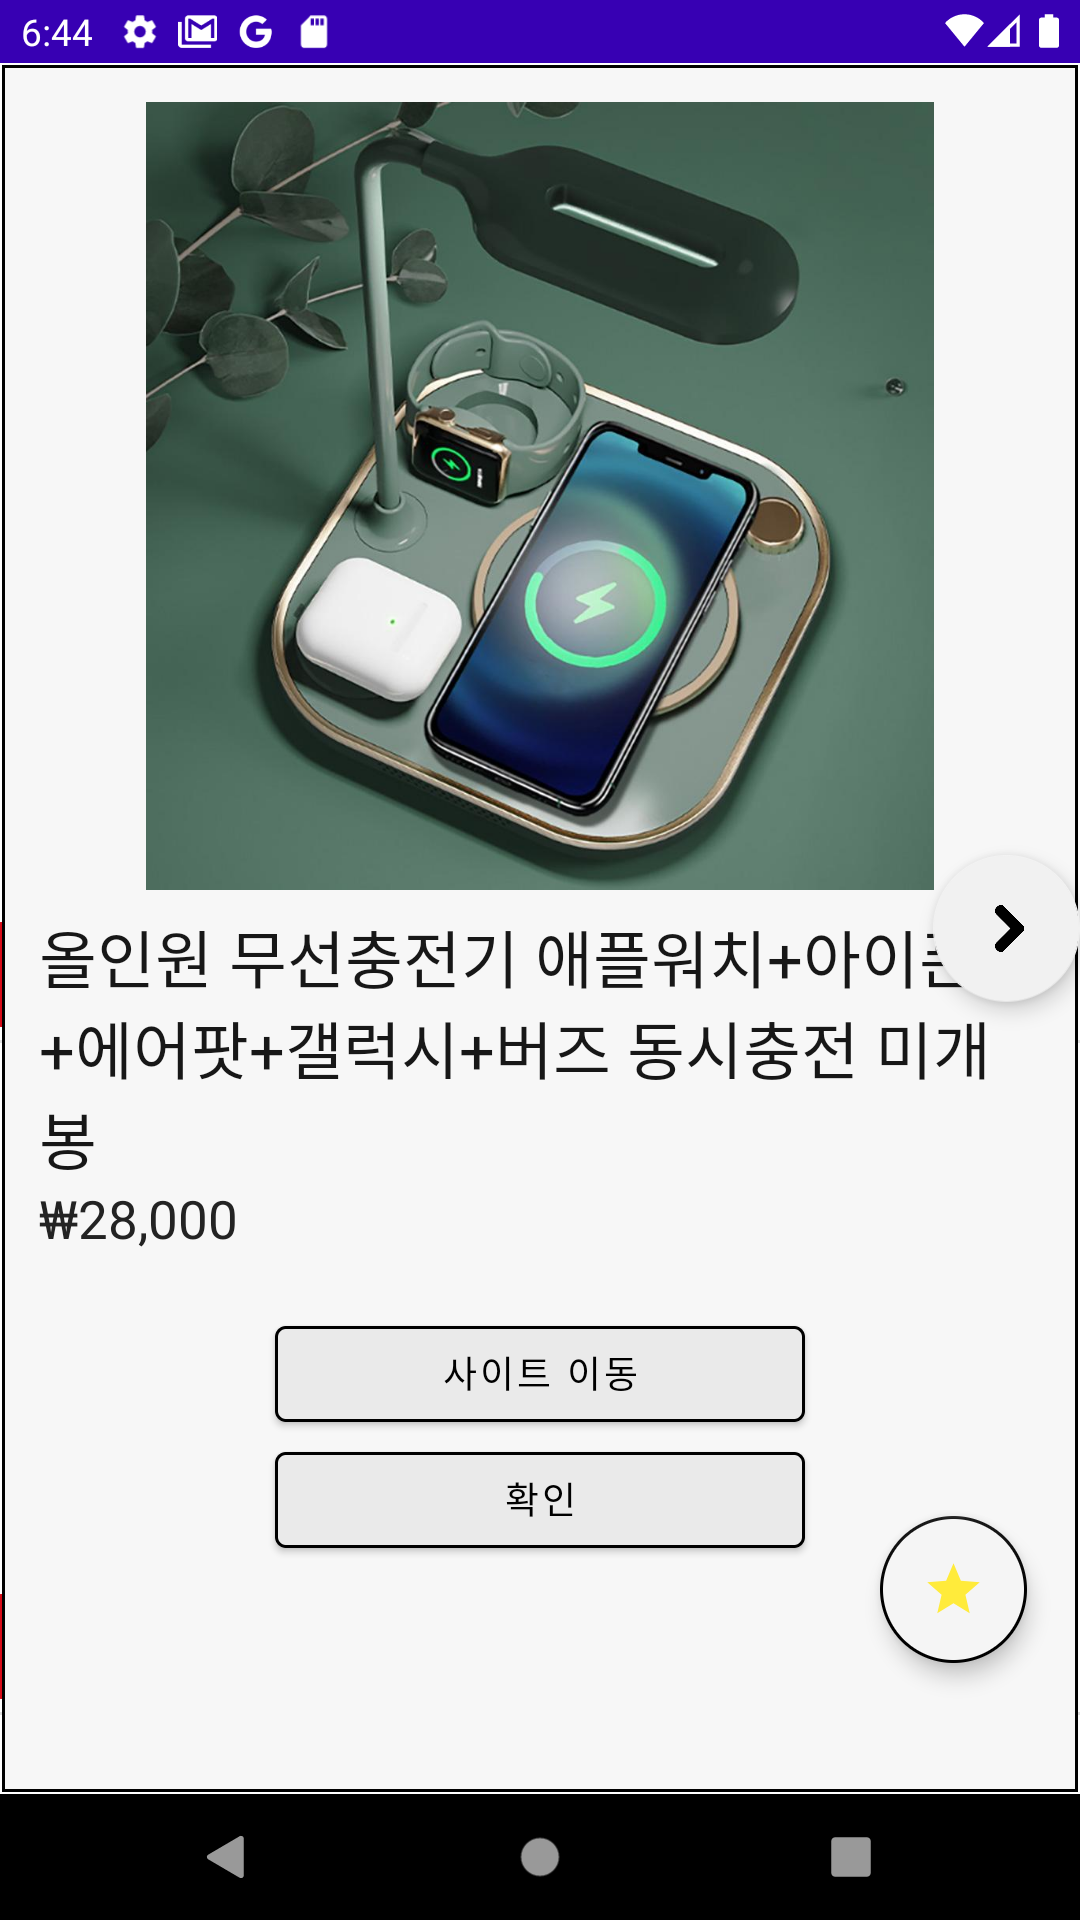 6:44
올인원 무선충전기 애플워치+아이
+에어팟+갤럭시+버즈 동시충전 미개
봉
₩28,000
사이트 이동
확인